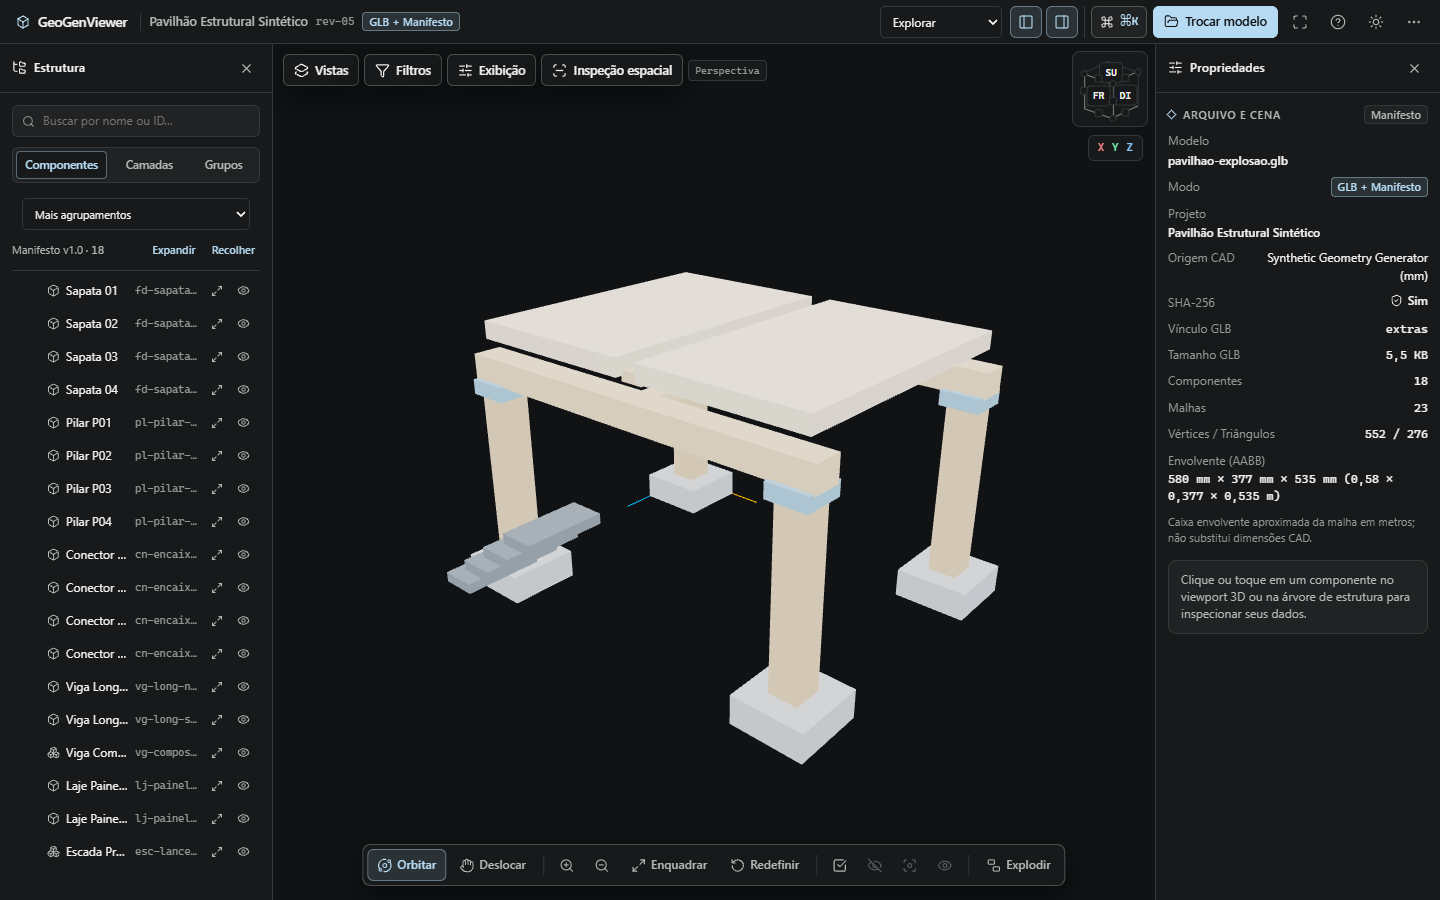 GeoGenViewer
Pavilhão Estrutural Sintético rev-05 GLB + Manifesto
Explorar
⌘ ⌘K
Trocar modelo
Estrutura
Buscar por nome ou ID...
Componentes Camadas Grupos
Mais agrupamentos
Manifesto v1.0 · 18 Expandir Recolher
Sapata 01 fd-sapata…
Sapata 02 fd-sapata…
Sapata 03 fd-sapata…
Sapata 04 fd-sapata…
Pilar P01 pl-pilar-…
Pilar P02 pl-pilar-…
Pilar P03 pl-pilar-…
Pilar P04 pl-pilar-…
Conector ... cn-encaix…
Conector ... cn-encaix…
Conector ... cn-encaix…
Conector ... cn-encaix…
Viga Long... vg-long-n…
Viga Long... vg-long-s…
Viga Com... vg-compos…
Laje Paine... lj-painel…
Laje Paine... lj-painel…
Escada Pr... esc-lance…
Vistas Filtros Exibição Inspeção espacial Perspectiva
SU
FR DI
X Y Z
Orbitar Deslocar Enquadrar Redefinir Explodir
Propriedades
ARQUIVO E CENA Manifesto
Modelo
pavilhao-explosao.glb
Modo GLB + Manifesto
Projeto
Pavilhão Estrutural Sintético
Origem CAD Synthetic Geometry Generator
(mm)
SHA-256 Sim
Vínculo GLB extras
Tamanho GLB 5,5 KB
Componentes 18
Malhas 23
Vértices / Triângulos 552 / 276
Envolvente (AABB)
580 mm × 377 mm × 535 mm (0,58 ×
0,377 × 0,535 m)
Caixa envolvente aproximada da malha em metros;
não substitui dimensões CAD.
Clique ou toque em um componente no
viewport 3D ou na árvore de estrutura para
inspecionar seus dados.